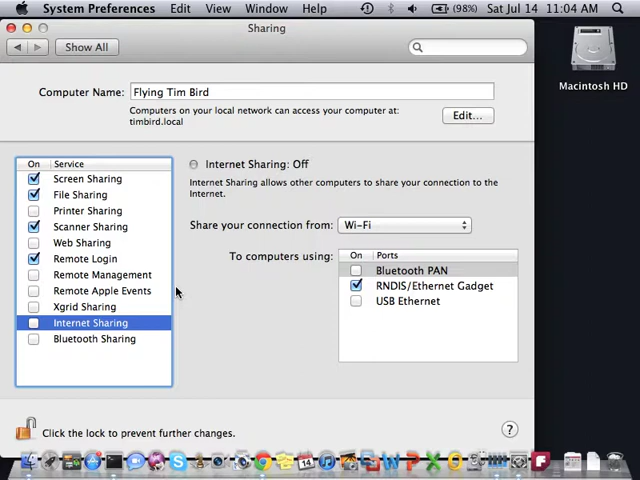 System Preferences Edit View Window Help (98%) Sat Jul 14 11:04 AM
Sharing
Show All
Macintosh HD
Computer Name: Flying Tim Bird
Computers on your local network can access your computer at:
timbird.local
Edit...
On Service
Screen Sharing
File Sharing
Printer Sharing
Scanner Sharing
Web Sharing
Remote Login
Remote Management
Remote Apple Events
Xgrid Sharing
Internet Sharing
Bluetooth Sharing
Internet Sharing: Off
Internet Sharing allows other computers to share your connection to the
Internet.
Share your connection from: Wi-Fi
To computers using:
On Ports
Bluetooth PAN
RNDIS/Ethernet Gadget
USB Ethernet
Click the lock to prevent further changes.
?